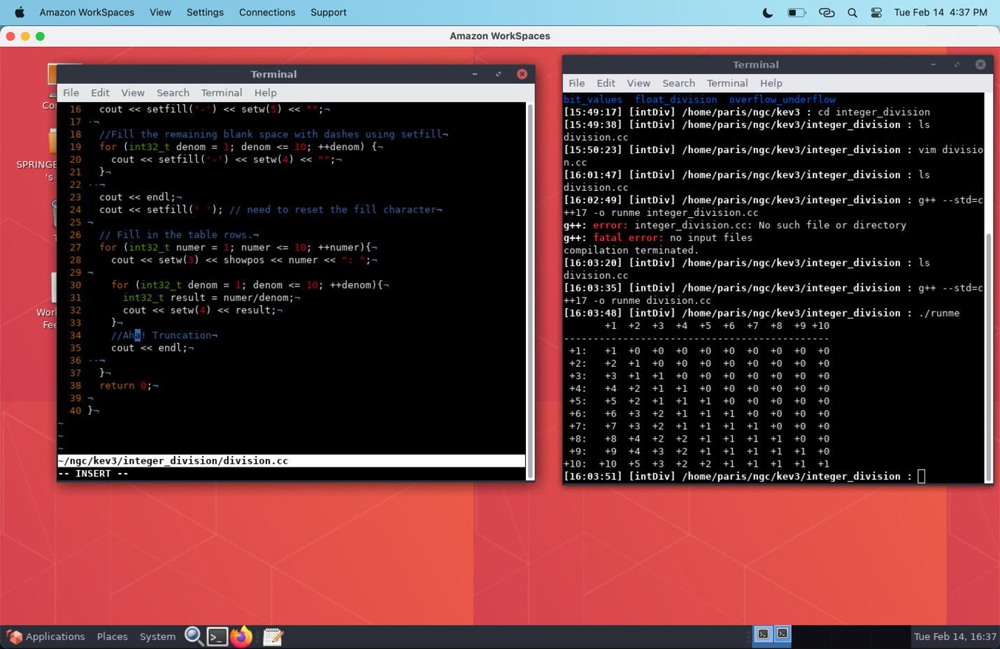 Amazon WorkSpaces View Settings Connections Support Tue Feb 14 4:37 PM
Amazon WorkSpaces
Terminal
File Edit View Search Terminal Help
16 cout << setfill('-') << setw(5) << "";¬
17 ·¬
18 //Fill the remaining blank space with dashes using setfill¬
19 for (int32_t denom = 1; denom <= 10; ++denom) {¬
20 cout << setfill('-') << setw(4) << "";¬
21 }¬
22 ··¬
23 cout << endl;¬
24 cout << setfill(' '); // need to reset the fill character¬
25 ¬
26 // Fill in the table rows.¬
27 for (int32_t numer = 1; numer <= 10; ++numer){¬
28 cout << setw(3) << showpos << numer << ": ";¬
29 ¬
30 for (int32_t denom = 1; denom <= 10; ++denom){¬
31 int32_t result = numer/denom;¬
32 cout << setw(4) << result;¬
33 }¬
34 //Aha! Truncation¬
35 cout << endl;¬
36 ··¬
37 }¬
38 return 0;¬
39 ¬
40 }¬
~
~
~
~/ngc/kev3/integer_division/division.cc
-- INSERT --
Terminal
File Edit View Search Terminal Help
bit_values float_division overflow_underflow
[15:49:17] [intDiv] /home/paris/ngc/kev3 : cd integer_division
[15:49:38] [intDiv] /home/paris/ngc/kev3/integer_division : ls
division.cc
[15:50:23] [intDiv] /home/paris/ngc/kev3/integer_division : vim divisio
n.cc
[16:01:47] [intDiv] /home/paris/ngc/kev3/integer_division : ls
division.cc
[16:02:49] [intDiv] /home/paris/ngc/kev3/integer_division : g++ --std=c
++17 -o runme integer_division.cc
g++: error: integer_division.cc: No such file or directory
g++: fatal error: no input files
compilation terminated.
[16:03:20] [intDiv] /home/paris/ngc/kev3/integer_division : ls
division.cc
[16:03:35] [intDiv] /home/paris/ngc/kev3/integer_division : g++ --std=c
++17 -o runme division.cc
[16:03:48] [intDiv] /home/paris/ngc/kev3/integer_division : ./runme
+1 +2 +3 +4 +5 +6 +7 +8 +9 +10
---------------------------------------------
+1: +1 +0 +0 +0 +0 +0 +0 +0 +0 +0
+2: +2 +1 +0 +0 +0 +0 +0 +0 +0 +0
+3: +3 +1 +1 +0 +0 +0 +0 +0 +0 +0
+4: +4 +2 +1 +1 +0 +0 +0 +0 +0 +0
+5: +5 +2 +1 +1 +1 +0 +0 +0 +0 +0
+6: +6 +3 +2 +1 +1 +1 +0 +0 +0 +0
+7: +7 +3 +2 +1 +1 +1 +1 +0 +0 +0
+8: +8 +4 +2 +2 +1 +1 +1 +1 +0 +0
+9: +9 +4 +3 +2 +1 +1 +1 +1 +1 +0
+10: +10 +5 +3 +2 +2 +1 +1 +1 +1 +1
[16:03:51] [intDiv] /home/paris/ngc/kev3/integer_division :
Co
SPRINGE
's
T
Work
Fee
Applications Places System Tue Feb 14, 16:37